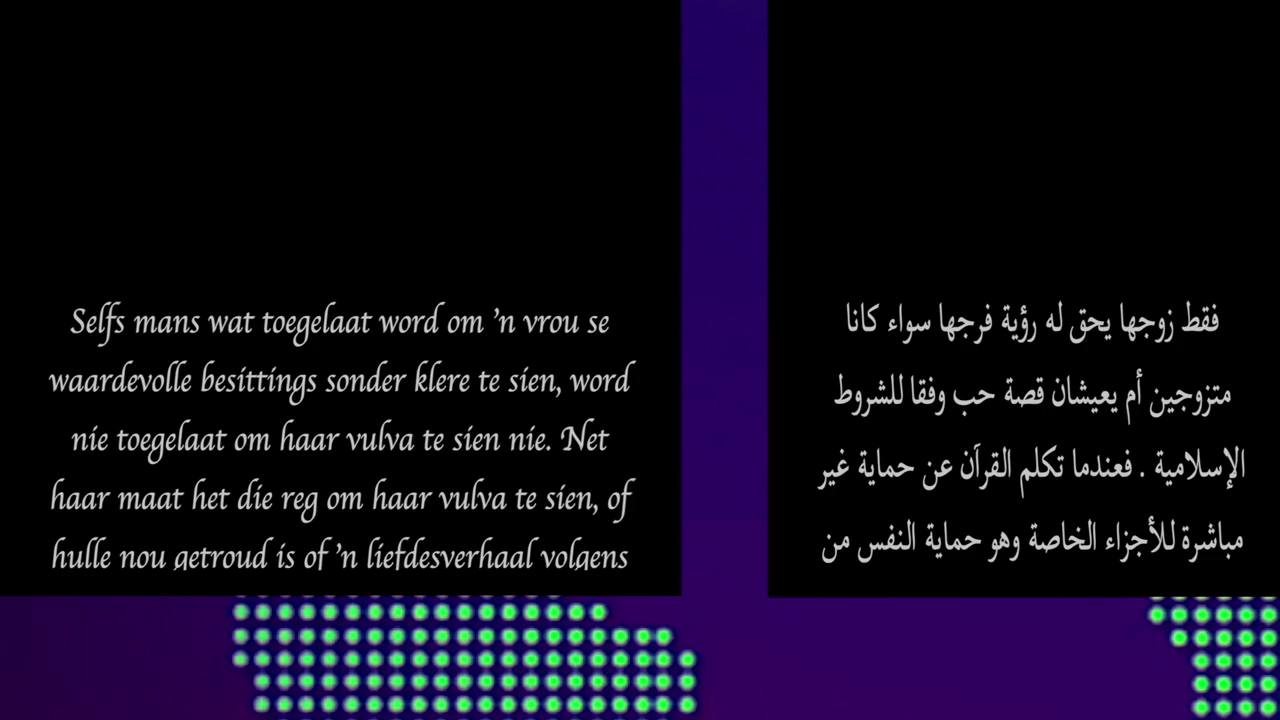 Selfs mans wat toegelaat word om 'n vrou se
waardevolle besittings sonder klere te sien, word
nie toegelaat om haar vulva te sien nie. Net
haar maat het die reg om haar vulva te sien, of
hulle nou getroud is of 'n liefdesverhaal volgens
فقط زوجها يحق له رؤية فرجها سواء كانا
متزوجين أم يعيشان قصة حب وفقا للشروط
الإسلامية . فعندما تكلم القرآن عن حماية غير
مباشرة للأجزاء الخاصة وهو حماية النفس من